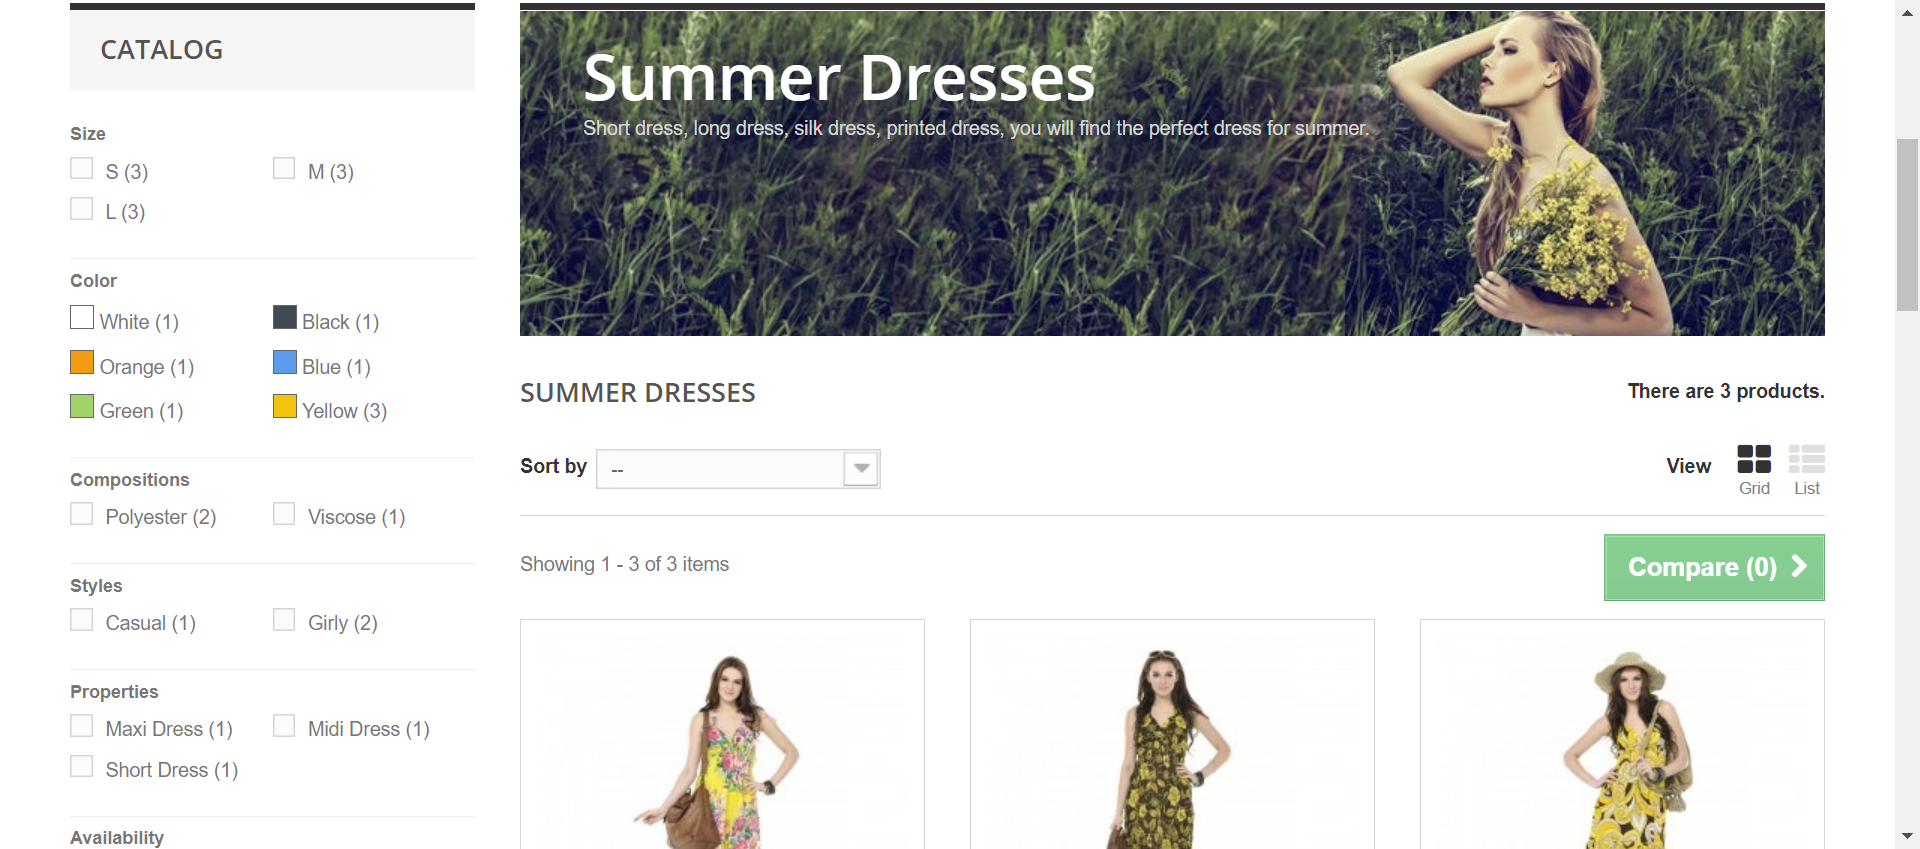 CATALOG
Size
S (3)
M (3)
L (3)
Color
White (1)
Black (1)
Orange (1)
Blue (1)
Green (1)
Yellow (3)
Compositions
Polyester (2)
Viscose (1)
Styles
Casual (1)
Girly (2)
Properties
Maxi Dress (1)
Midi Dress (1)
Short Dress (1)
Availability
Summer Dresses
Short dress, long dress, silk dress, printed dress, you will find the perfect dress for summer.
SUMMER DRESSES
There are 3 products.
Sort by
--
View
Grid
List
Showing 1 - 3 of 3 items
Compare (0)